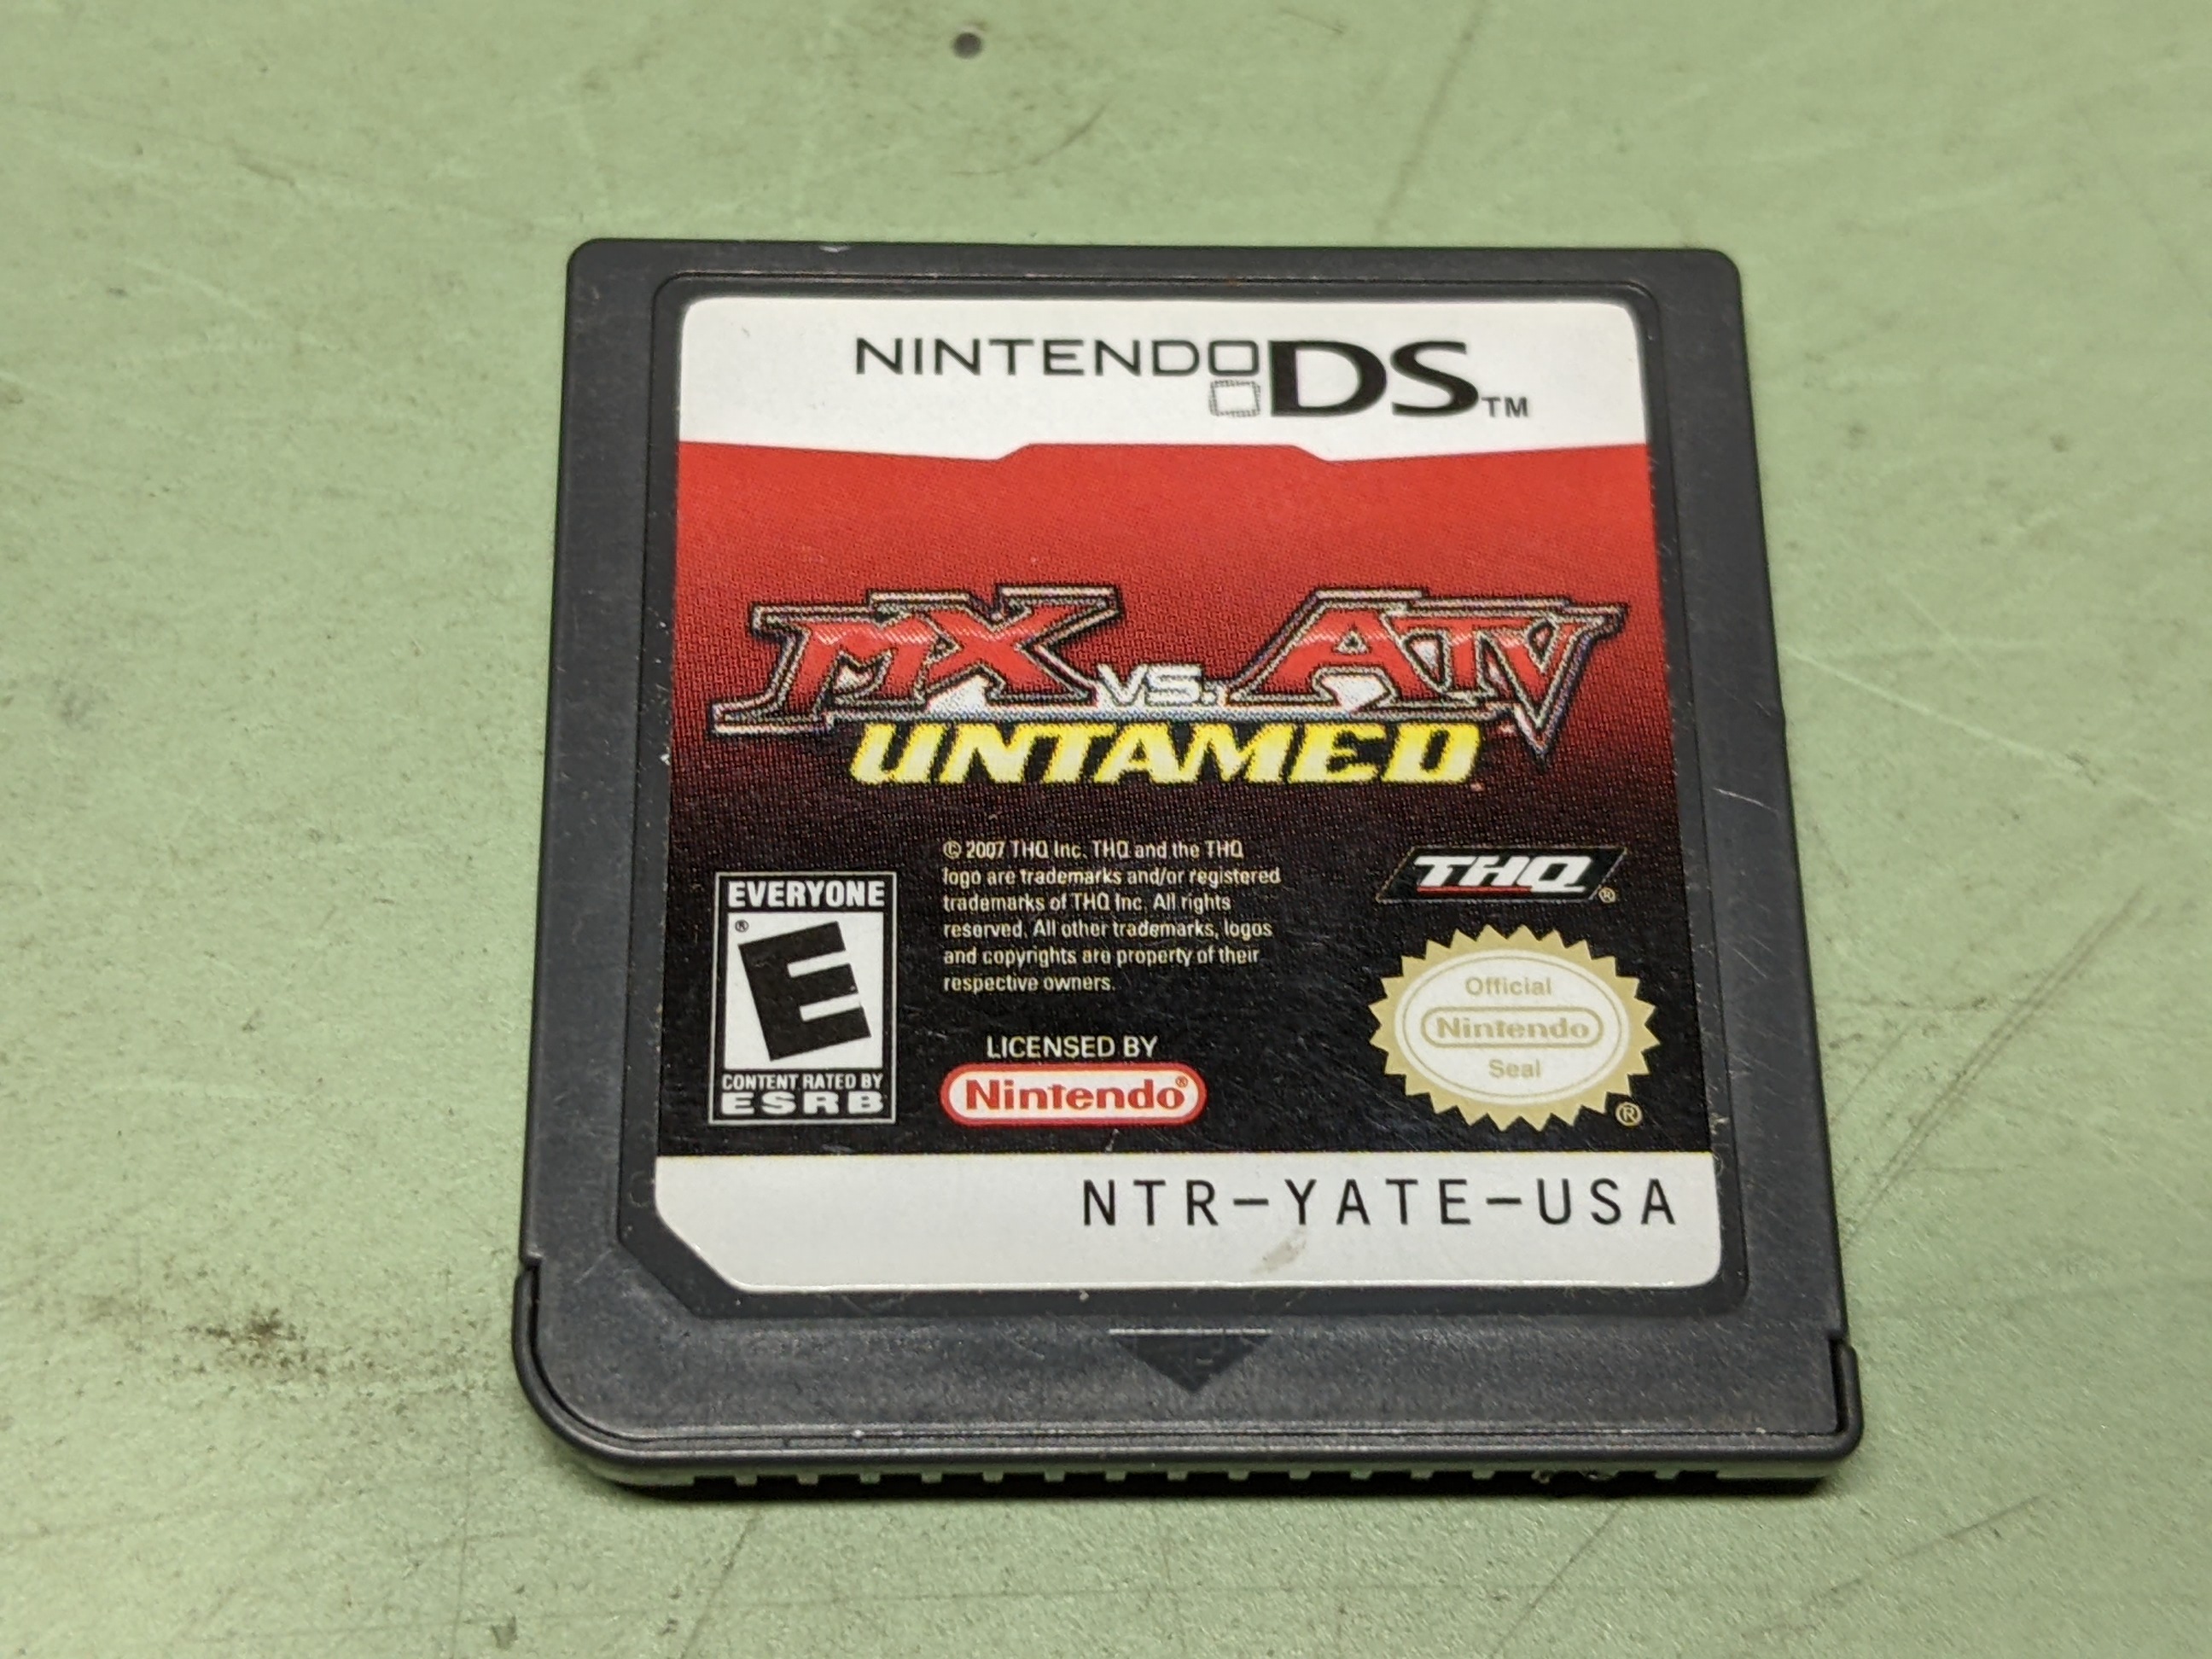 NINTENDO DS™
MX VS. ATV
UNTAMED
© 2007 THQ Inc. THQ and the THQ
logo are trademarks and/or registered
trademarks of THQ Inc. All rights
reserved. All other trademarks, logos
and copyrights are property of their
respective owners.
THQ®
EVERYONE
®
E
CONTENT RATED BY
ESRB
LICENSED BY
Nintendo®
Official
Nintendo
Seal
®
NTR-YATE-USA